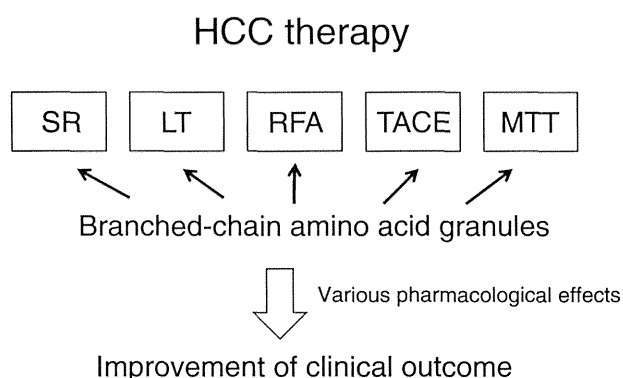 HCC therapy
SR LT RFA TACE MTT
Branched-chain amino acid granules
Various pharmacological effects
Improvement of clinical outcome